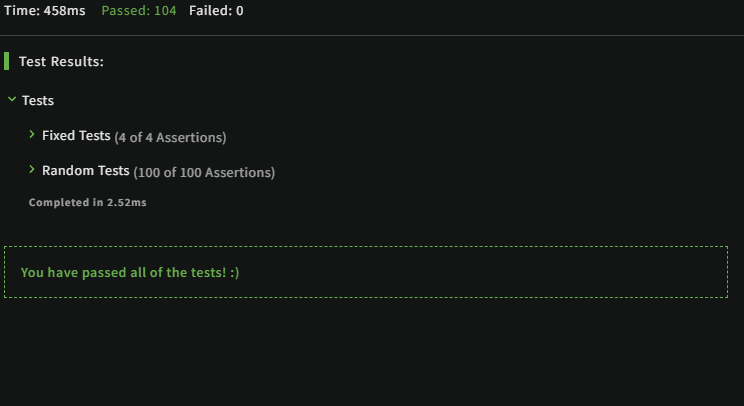 Time: 458ms Passed: 104 Failed: 0
Test Results:
Tests
Fixed Tests (4 of 4 Assertions)
Random Tests (100 of 100 Assertions)
Completed in 2.52ms
You have passed all of the tests! :)